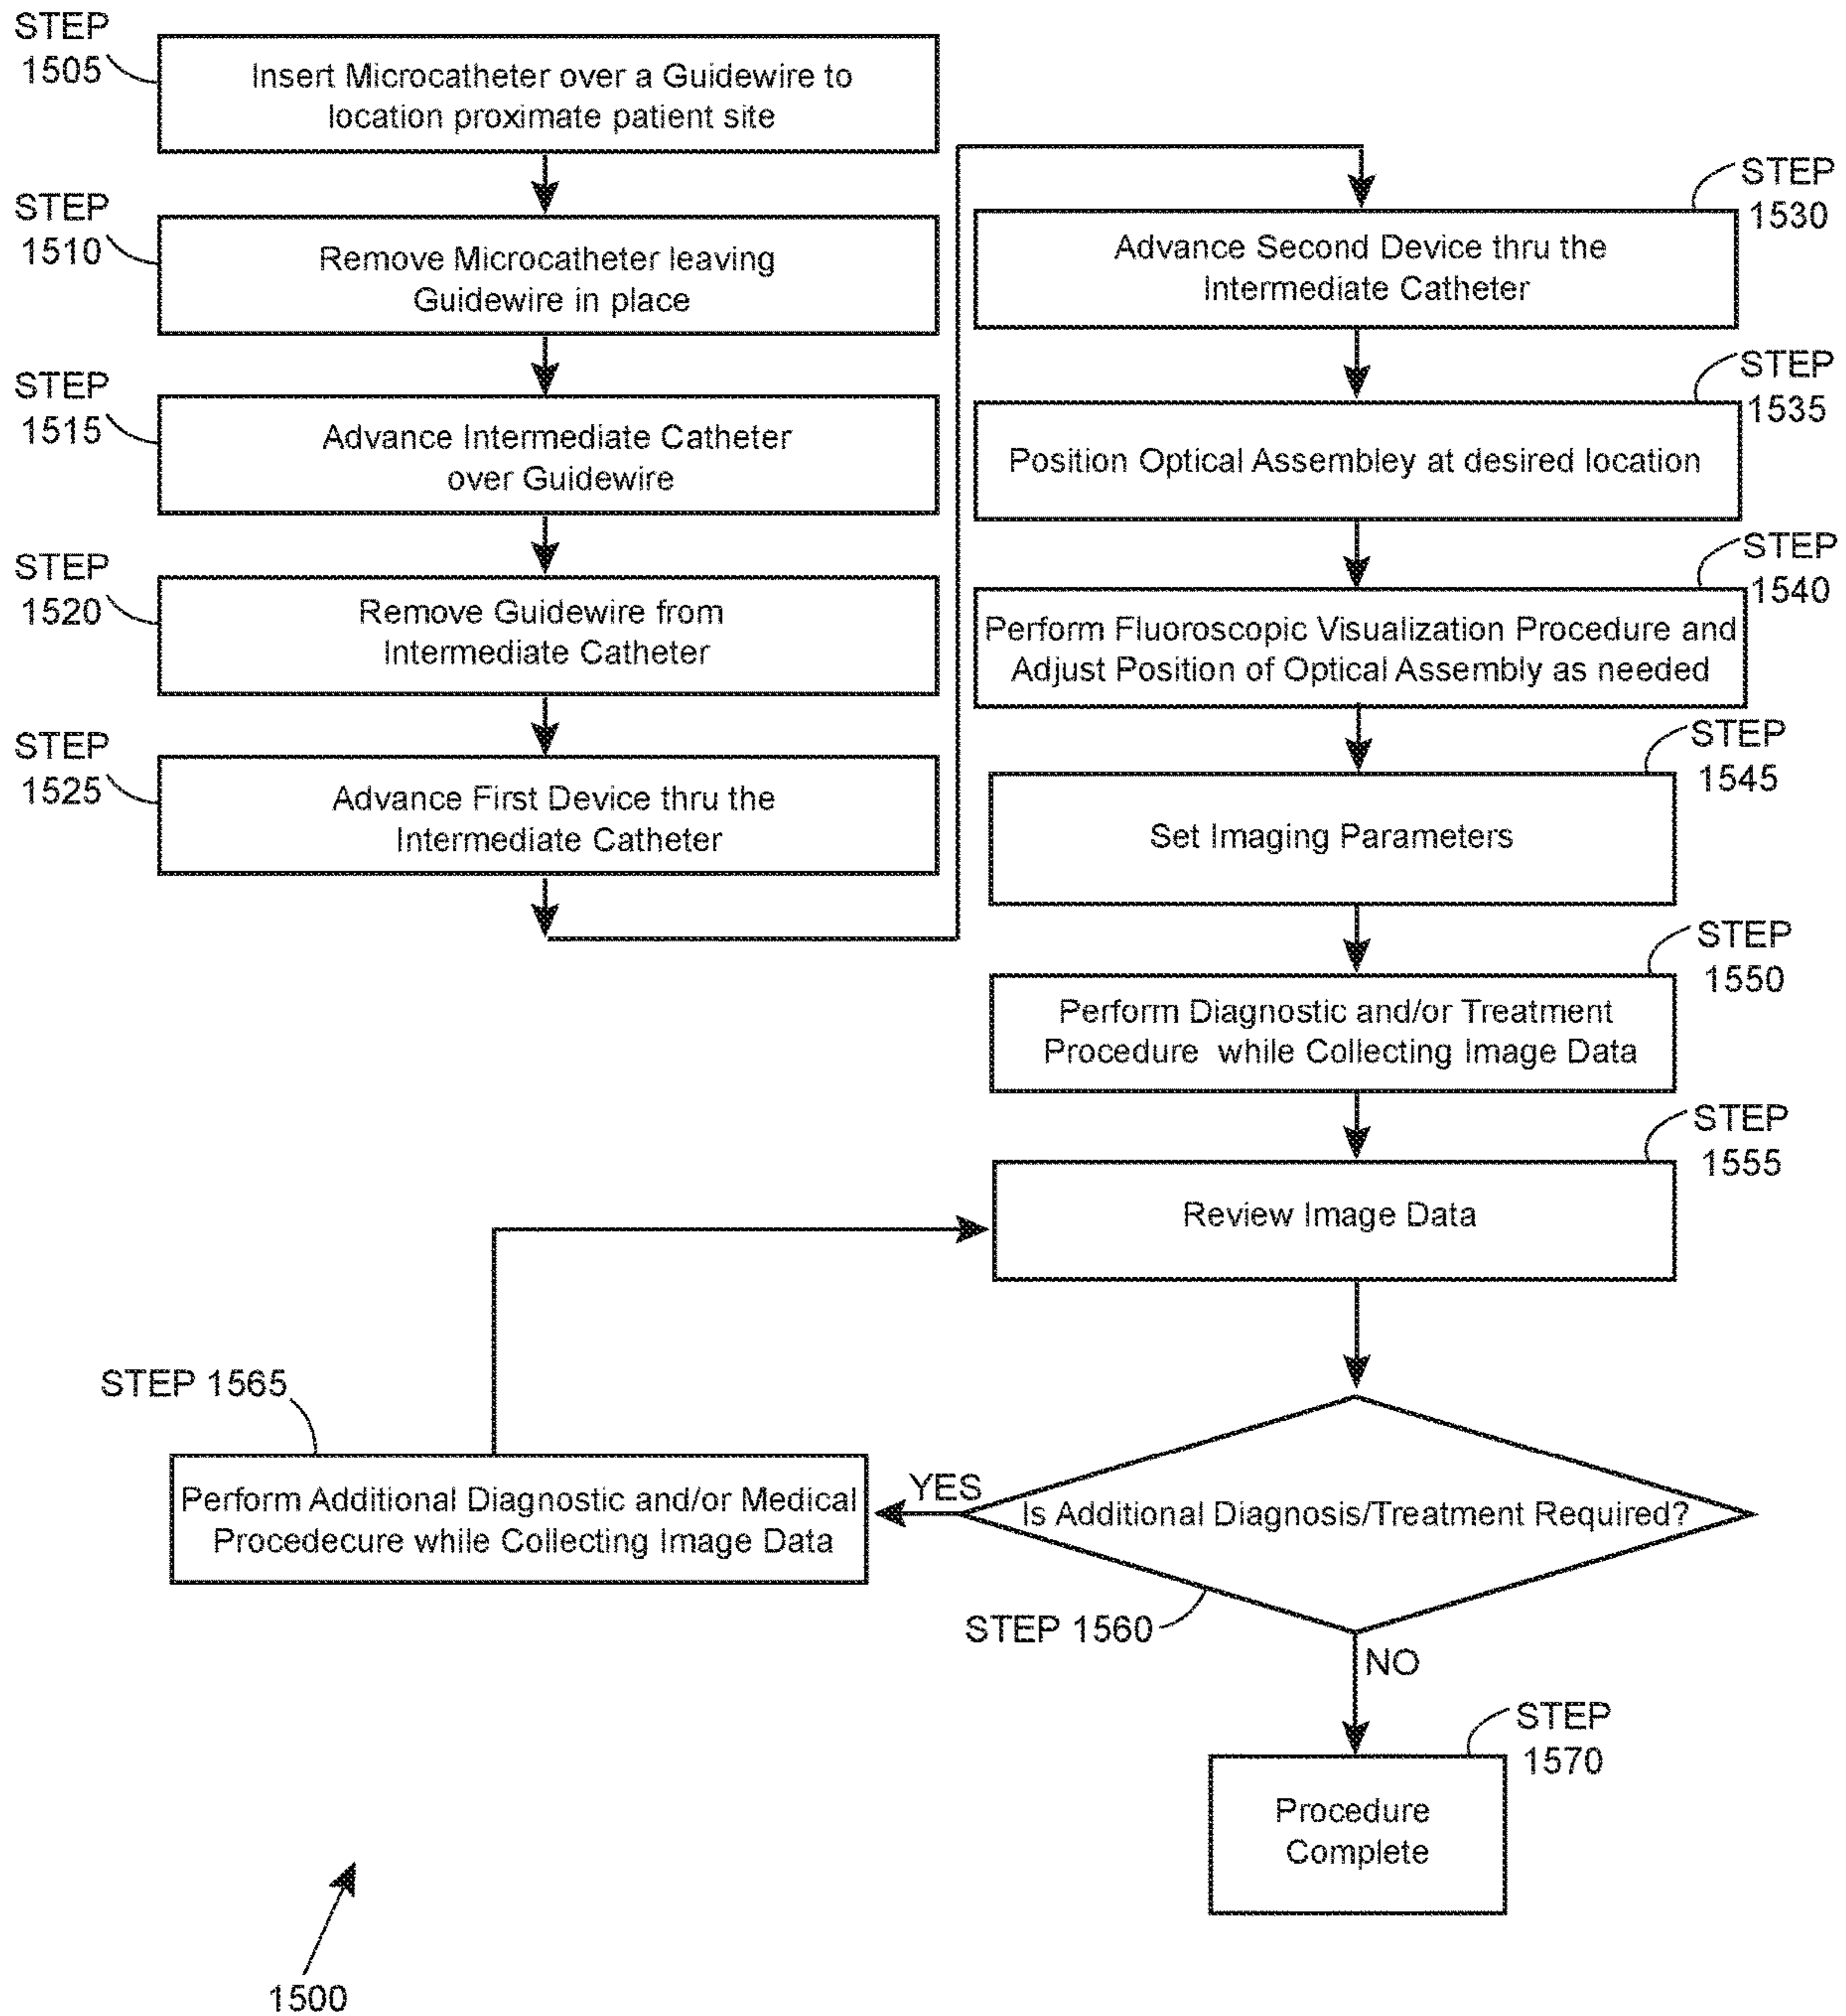 STEP
1505
Insert Microcatheter over a Guidewire to
location proximate patient site
STEP
1510
Remove Microcatheter leaving
Guidewire in place
STEP
1515
Advance Intermediate Catheter
over Guidewire
STEP
1520
Remove Guidewire from
Intermediate Catheter
STEP
1525
Advance First Device thru the
Intermediate Catheter
STEP
1530
Advance Second Device thru the
Intermediate Catheter
STEP
1535
Position Optical Assembley at desired location
STEP
1540
Perform Fluoroscopic Visualization Procedure and
Adjust Position of Optical Assembly as needed
STEP
1545
Set Imaging Parameters
STEP
1550
Perform Diagnostic and/or Treatment
Procedure while Collecting Image Data
STEP
1555
Review Image Data
STEP 1560
Is Additional Diagnosis/Treatment Required?
YES
STEP 1565
Perform Additional Diagnostic and/or Medical
Procedecure while Collecting Image Data
NO
STEP
1570
Procedure
Complete
1500